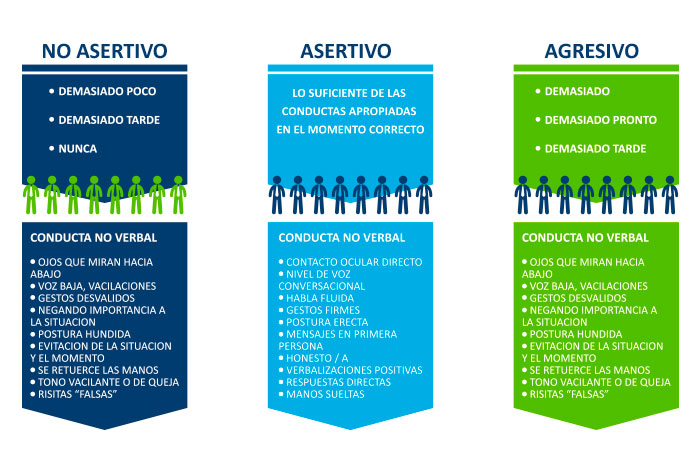 NO ASERTIVO
• DEMASIADO POCO
• DEMASIADO TARDE
• NUNCA
CONDUCTA NO VERBAL
• OJOS QUE MIRAN HACIA
ABAJO
• VOZ BAJA, VACILACIONES
• GESTOS DESVALIDOS
• NEGANDO IMPORTANCIA A
LA SITUACION
• POSTURA HUNDIDA
• EVITACION DE LA SITUACION
Y EL MOMENTO
• SE RETUERCE LAS MANOS
• TONO VACILANTE O DE QUEJA
• RISITAS “FALSAS”
ASERTIVO
LO SUFICIENTE DE LAS
CONDUCTAS APROPIADAS
EN EL MOMENTO CORRECTO
CONDUCTA NO VERBAL
• CONTACTO OCULAR DIRECTO
• NIVEL DE VOZ
CONVERSACIONAL
• HABLA FLUIDA
• GESTOS FIRMES
• POSTURA ERECTA
• MENSAJES EN PRIMERA
PERSONA
• HONESTO / A
• VERBALIZACIONES POSITIVAS
• RESPUESTAS DIRECTAS
• MANOS SUELTAS
AGRESIVO
• DEMASIADO
• DEMASIADO PRONTO
• DEMASIADO TARDE
CONDUCTA NO VERBAL
• OJOS QUE MIRAN HACIA
ABAJO
• VOZ BAJA, VACILACIONES
• GESTOS DESVALIDOS
• NEGANDO IMPORTANCIA A
LA SITUACION
• POSTURA HUNDIDA
• EVITACION DE LA SITUACION
Y EL MOMENTO
• SE RETUERCE LAS MANOS
• TONO VACILANTE O DE QUEJA
• RISITAS “FALSAS”